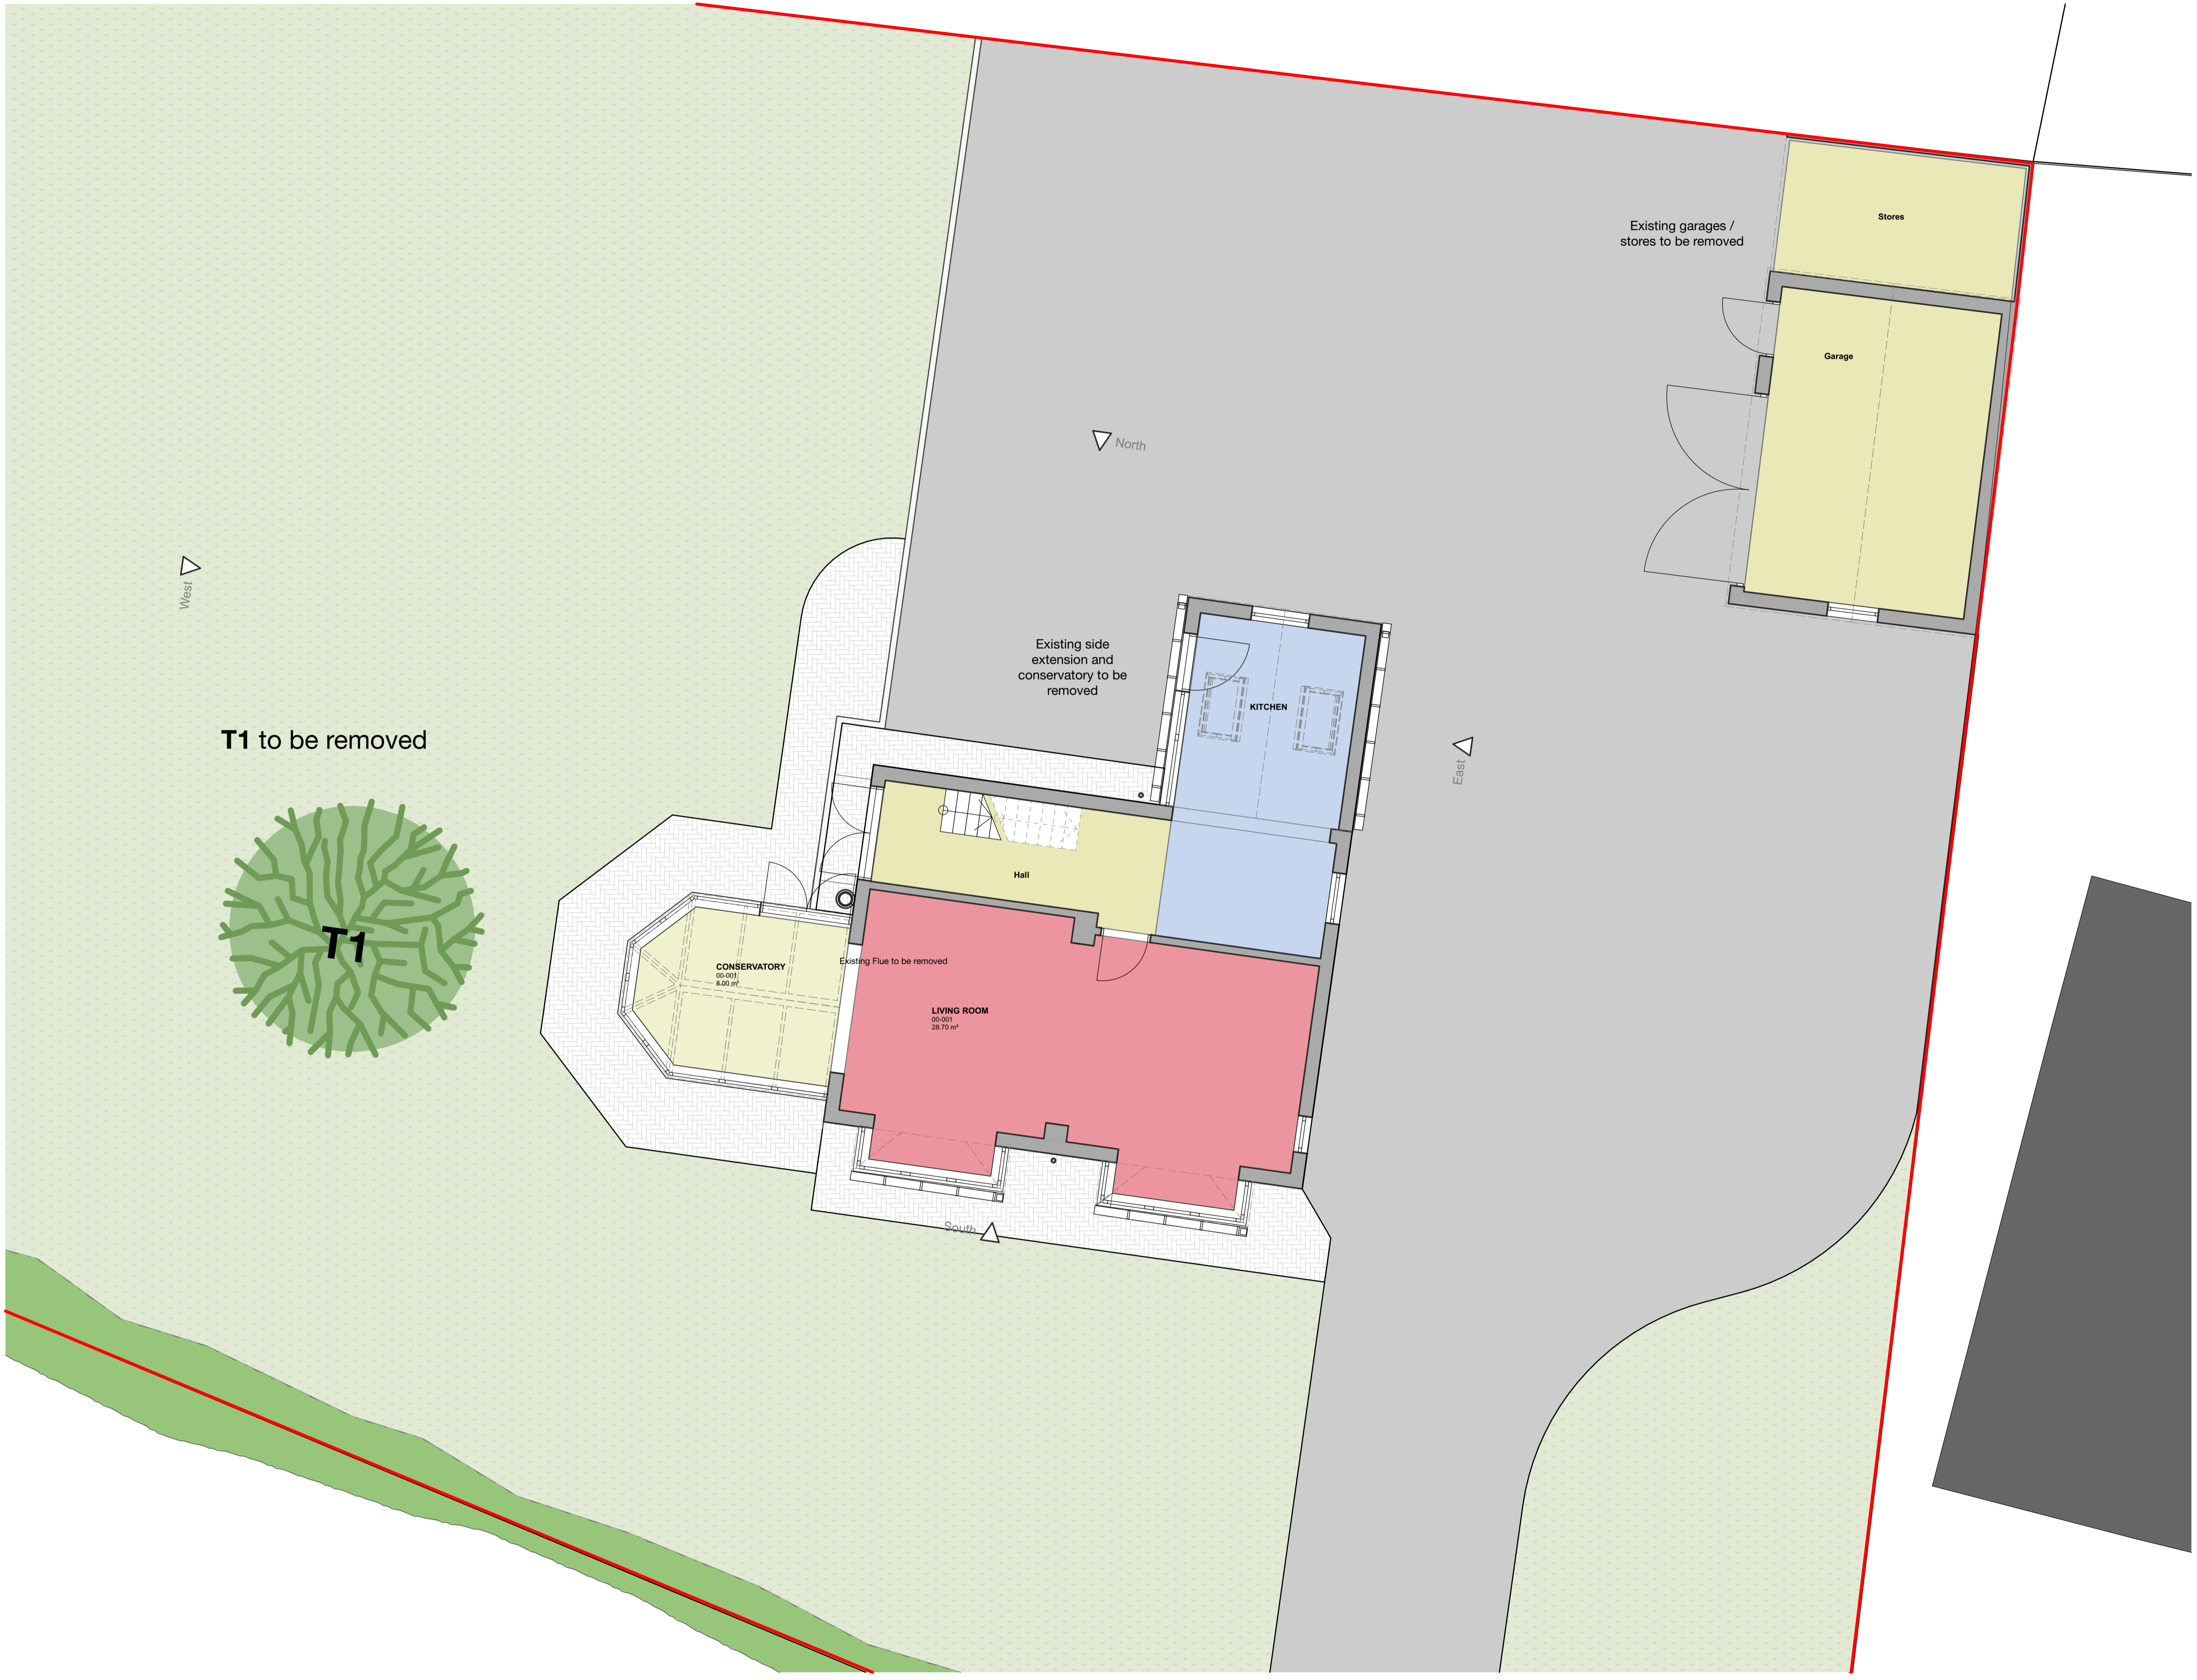 Stores
Existing garages /
stores to be removed
Garage
North
West
Existing side
extension and
conservatory to be
removed
KITCHEN
East
T1 to be removed
Hall
T1
Existing Flue to be removed
CONSERVATORY
00-001
8.00 m²
LIVING ROOM
00-001
28.70 m²
South